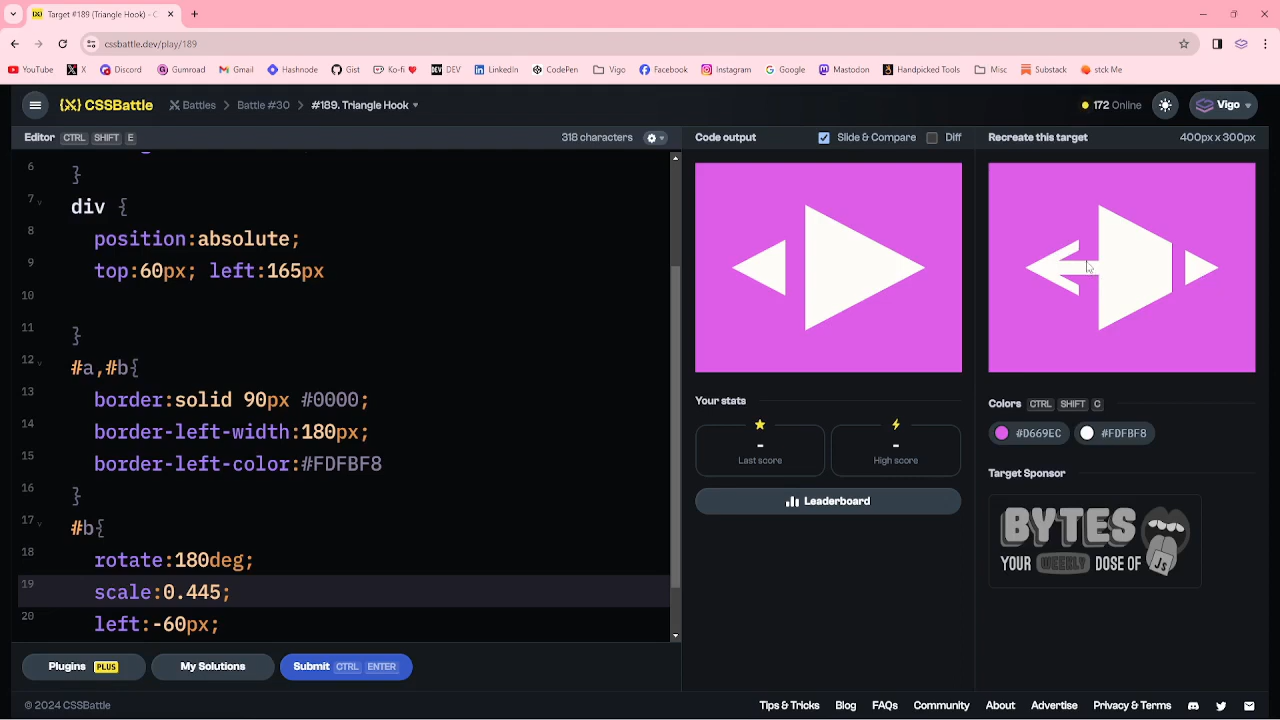 Target #189 (Triangle Hook) - C
cssbattle.dev/play/189
YouTube X Discord Gumroad Gmail Hashnode Gist Ko-fi DEV DEV LinkedIn CodePen Vigo Facebook Instagram Google Mastodon Handpicked Tools Misc Substack stck Me
{X} CSSBattle Battles Battle #30 #189. Triangle Hook 172 Online Vigo
Editor CTRL SHIFT E 318 characters Code output Slide & Compare Diff Recreate this target 400px x 300px
6 }
7 div {
8 position:absolute;
9 top:60px; left:165px
10
11 }
12 #a,#b{
13 border:solid 90px #0000;
14 border-left-width:180px;
15 border-left-color:#FDFBF8
16 }
17 #b{
18 rotate:180deg;
19 scale:0.445;
20 left:-60px;
Your stats
- Last score
- High score
Leaderboard
Colors CTRL SHIFT C
#D669EC #FDFBF8
Target Sponsor
BYTES
YOUR WEEKLY DOSE OF JS
Plugins PLUS My Solutions Submit CTRL ENTER
© 2024 CSSBattle Tips & Tricks Blog FAQs Community About Advertise Privacy & Terms